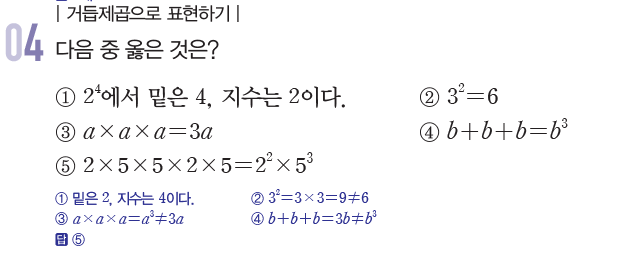 | 거듭제곱으로 표현하기 |
04
다음 중 옳은 것은?
① 2⁴에서 밑은 4, 지수는 2이다. ② 3²=6
③ a×a×a=3a ④ b+b+b=b³
⑤ 2×5×5×2×5=2²×5³
① 밑은 2, 지수는 4이다. ② 3²=3×3=9≠6
③ a×a×a=a³≠3a ④ b+b+b=3b≠b³
답 ⑤